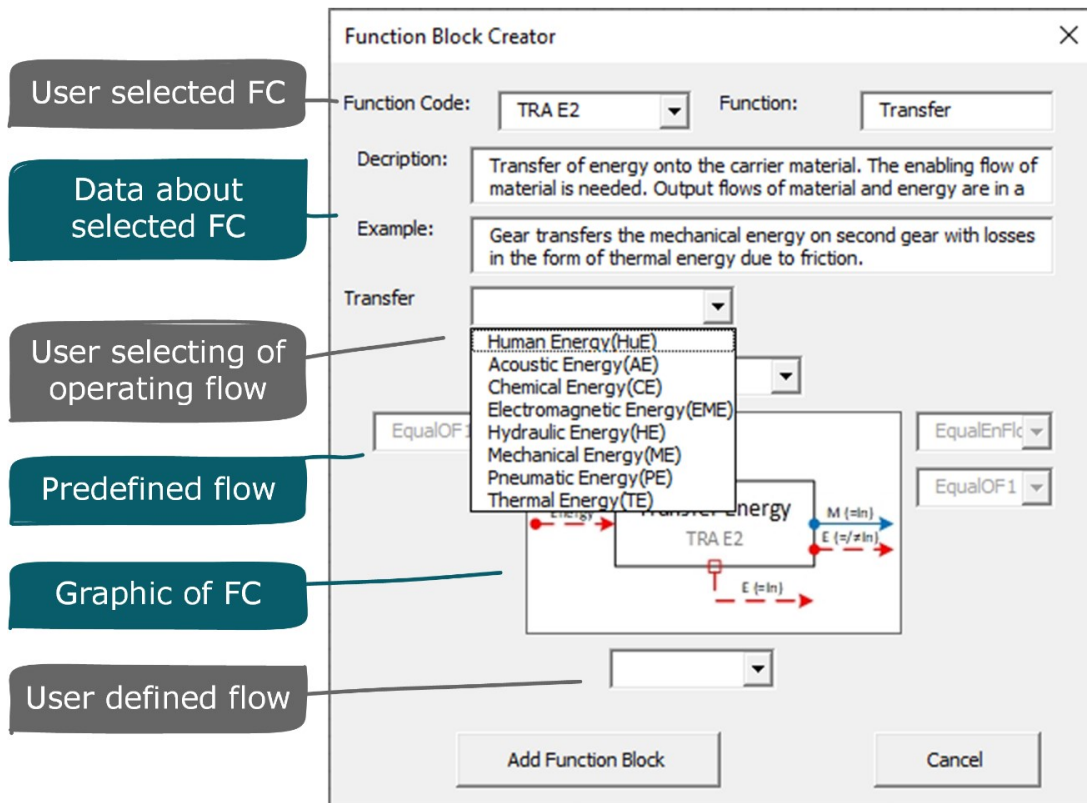 Function Block Creator
User selected FC
Function Code:
TRA E2
Function:
Transfer
Data about
selected FC
Decription:
Transfer of energy onto the carrier material. The enabling flow of
material is needed. Output flows of material and energy are in a
Example:
Gear transfers the mechanical energy on second gear with losses
in the form of thermal energy due to friction.
Transfer
User selecting of
operating flow
Human Energy(HuE)
Acoustic Energy(AE)
Chemical Energy(CE)
Electromagnetic Energy(EME)
Hydraulic Energy(HE)
Mechanical Energy(ME)
Pneumatic Energy(PE)
Thermal Energy(TE)
EqualOF1
EqualEnFlo
EqualOF1
Predefined flow
Energy
Transfer Energy
TRA E2
M (=In)
E (=/≠In)
E (=In)
Graphic of FC
User defined flow
Add Function Block
Cancel